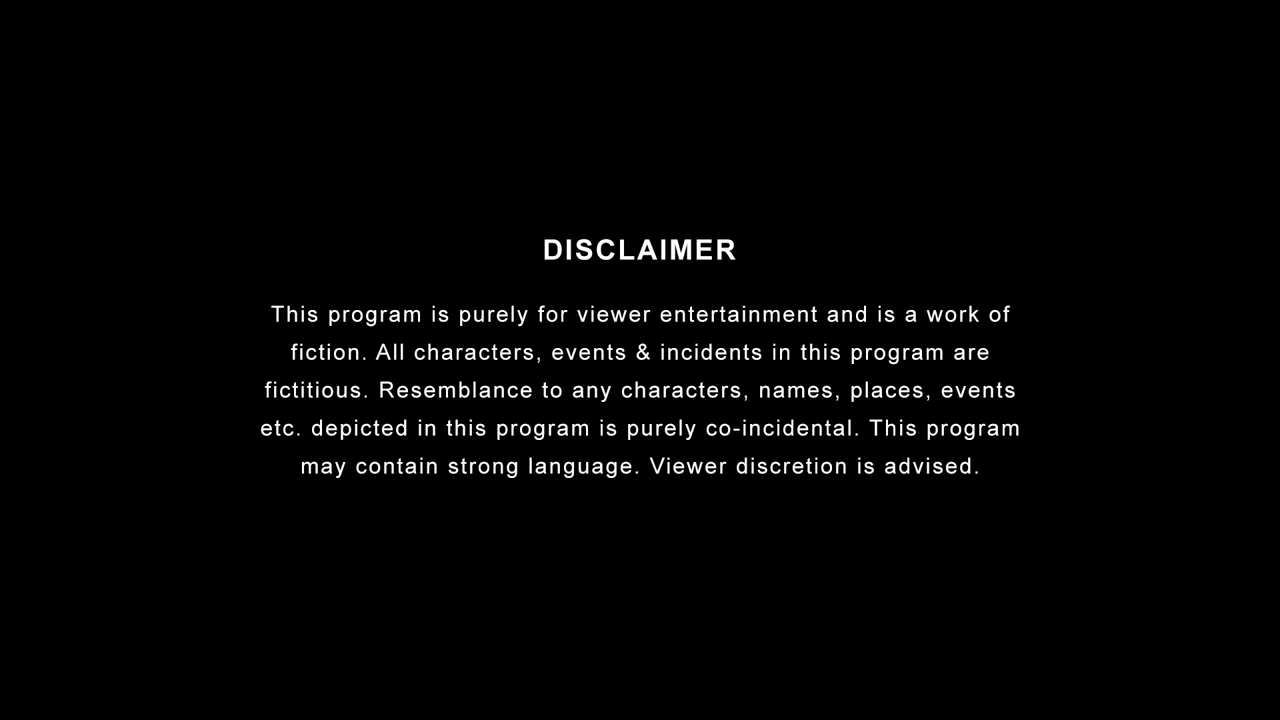 DISCLAIMER
This program is purely for viewer entertainment and is a work of
fiction. All characters, events & incidents in this program are
fictitious. Resemblance to any characters, names, places, events
etc. depicted in this program is purely co-incidental. This program
may contain strong language. Viewer discretion is advised.